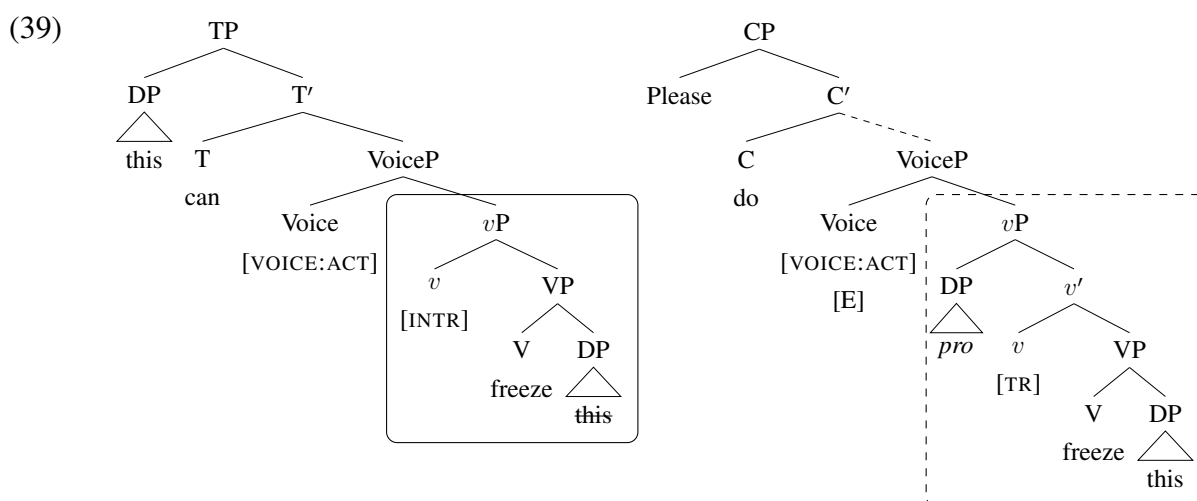 (39) TP CP
DP T′ Please C′
this T VoiceP C VoiceP
can do
Voice vP Voice vP
[VOICE:ACT] [VOICE:ACT]
v VP [E] DP v′
[INTR] pro v VP
V DP [TR]
freeze this V DP
freeze this